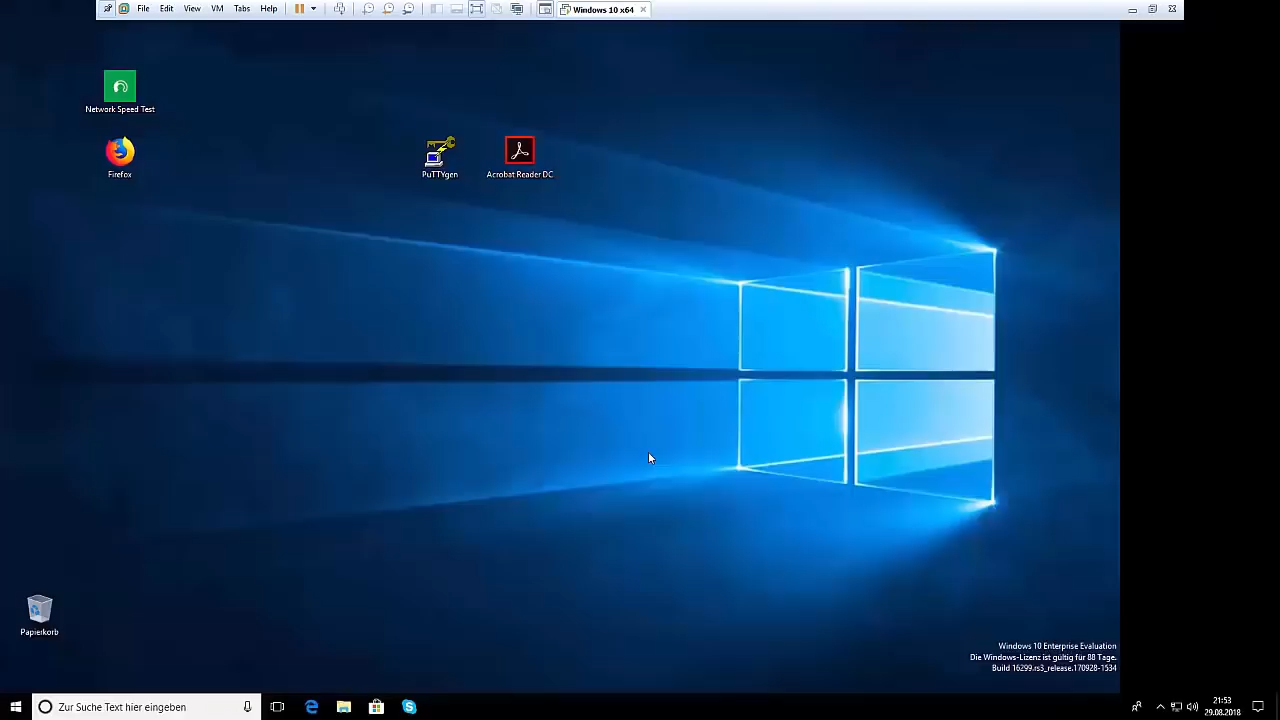 File Edit View VM Tabs Help Windows 10 x64
Network Speed Test
Firefox
PuTTYgen
Acrobat Reader DC
Papierkorb
Windows 10 Enterprise Evaluation
Die Windows-Lizenz ist gültig für 88 Tage.
Build 16299.rs3_release.170928-1534
Zur Suche Text hier eingeben
21:53
29.08.2018